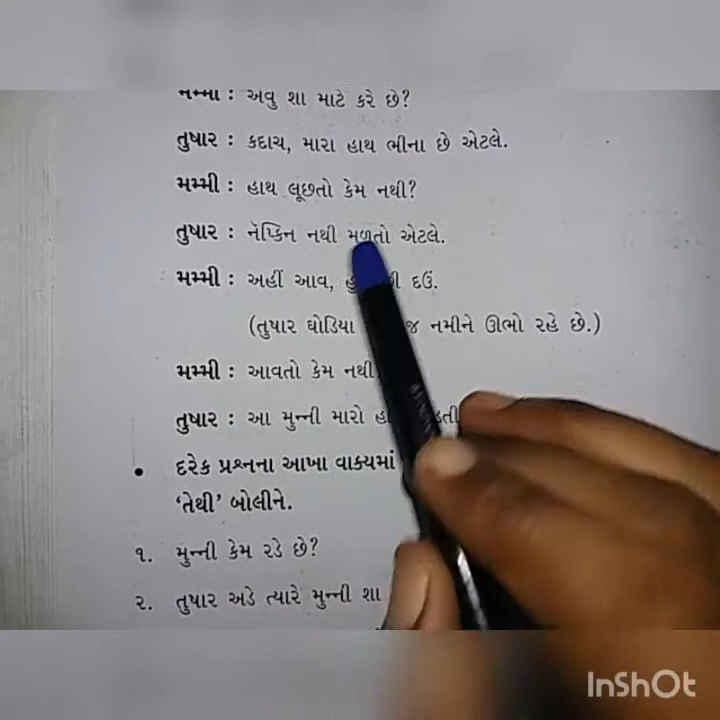 મમ્મી : અવુ શા માટે કરે છે?
તુષાર : કદાચ, મારા હાથ ભીના છે એટલે.
મમ્મી : હાથ લૂછતો કેમ નથી?
તુષાર : નૅપ્કિન નથી મળતો એટલે.
મમ્મી : અહીં આવ, દઉં.
(તુષાર ઘોડિયા જ નમીને ઊભો રહે છે.)
મમ્મી : આવતો કેમ નથી
તુષાર : આ મુન્ની મારો
• દરેક પ્રશ્નના આખા વાક્યમાં
‘તેથી’ બોલીને.
૧. મુન્ની કેમ રડે છે?
૨. તુષાર અડે ત્યારે મુન્ની શા
InShOt